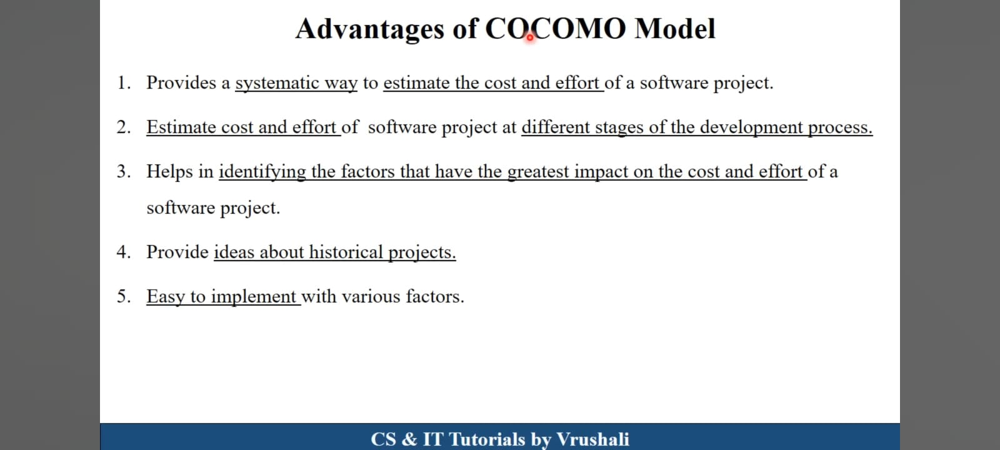 Advantages of COCOMO Model
1. Provides a systematic way to estimate the cost and effort of a software project.
2. Estimate cost and effort of software project at different stages of the development process.
3. Helps in identifying the factors that have the greatest impact on the cost and effort of a
software project.
4. Provide ideas about historical projects.
5. Easy to implement with various factors.
CS & IT Tutorials by Vrushali